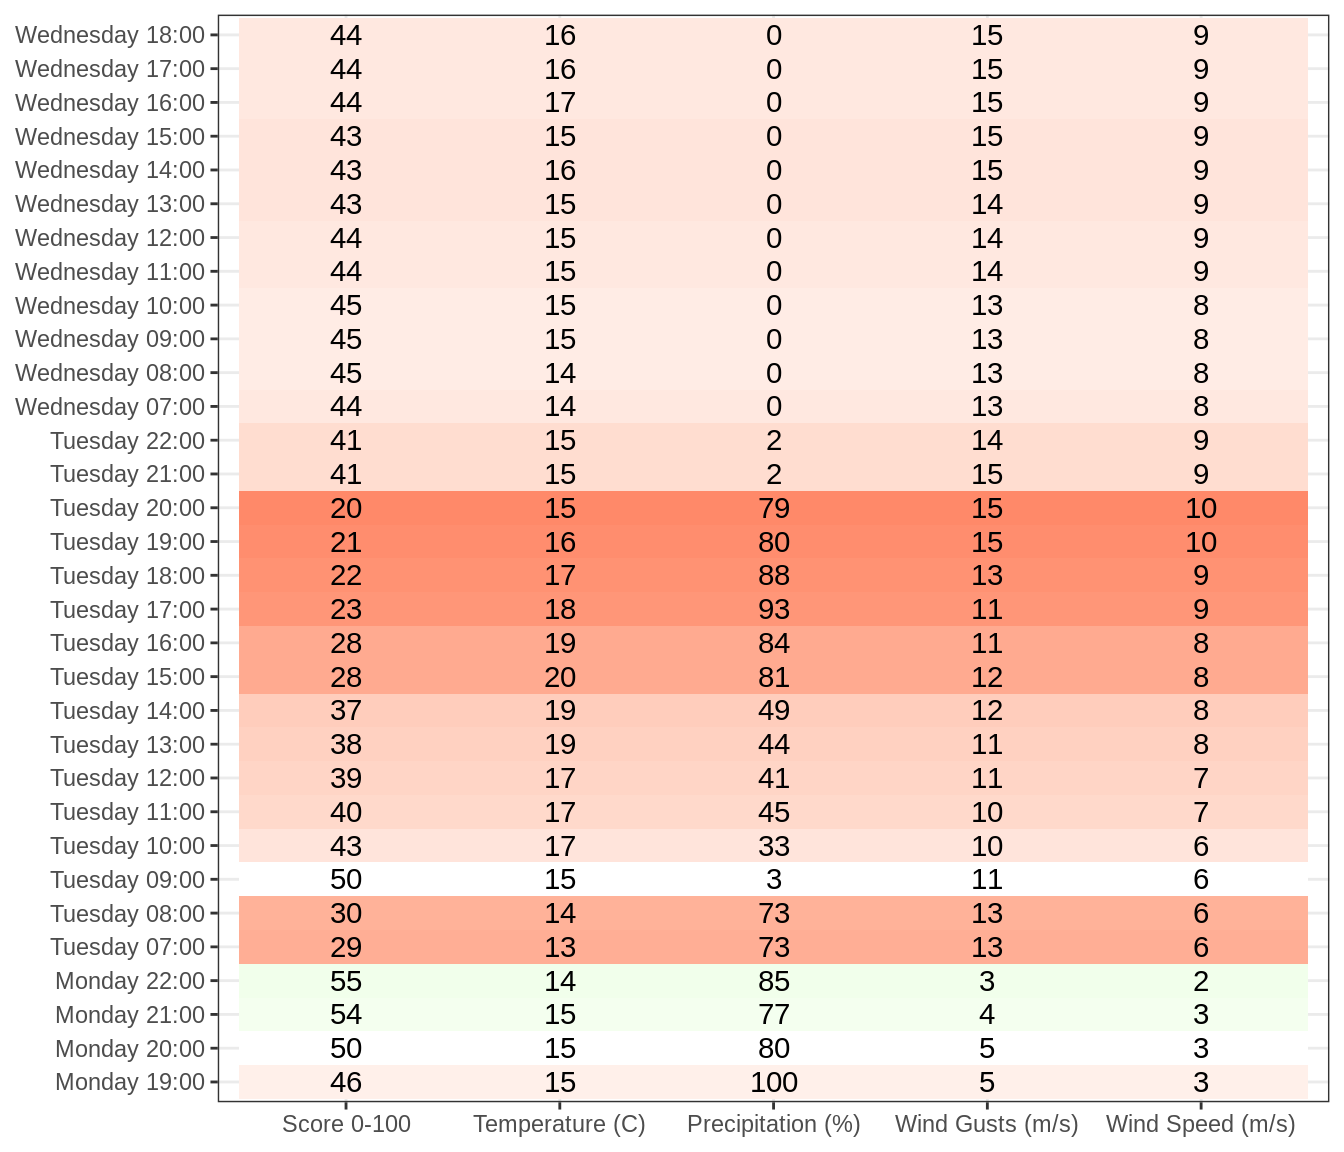 Wednesday 18:00 44 16 0 15 9
Wednesday 17:00 44 16 0 15 9
Wednesday 16:00 44 17 0 15 9
Wednesday 15:00 43 15 0 15 9
Wednesday 14:00 43 16 0 15 9
Wednesday 13:00 43 15 0 14 9
Wednesday 12:00 44 15 0 14 9
Wednesday 11:00 44 15 0 14 9
Wednesday 10:00 45 15 0 13 8
Wednesday 09:00 45 15 0 13 8
Wednesday 08:00 45 14 0 13 8
Wednesday 07:00 44 14 0 13 8
Tuesday 22:00 41 15 2 14 9
Tuesday 21:00 41 15 2 15 9
Tuesday 20:00 20 15 79 15 10
Tuesday 19:00 21 16 80 15 10
Tuesday 18:00 22 17 88 13 9
Tuesday 17:00 23 18 93 11 9
Tuesday 16:00 28 19 84 11 8
Tuesday 15:00 28 20 81 12 8
Tuesday 14:00 37 19 49 12 8
Tuesday 13:00 38 19 44 11 8
Tuesday 12:00 39 17 41 11 7
Tuesday 11:00 40 17 45 10 7
Tuesday 10:00 43 17 33 10 6
Tuesday 09:00 50 15 3 11 6
Tuesday 08:00 30 14 73 13 6
Tuesday 07:00 29 13 73 13 6
Monday 22:00 55 14 85 3 2
Monday 21:00 54 15 77 4 3
Monday 20:00 50 15 80 5 3
Monday 19:00 46 15 100 5 3
Score 0-100 Temperature (C) Precipitation (%) Wind Gusts (m/s) Wind Speed (m/s)